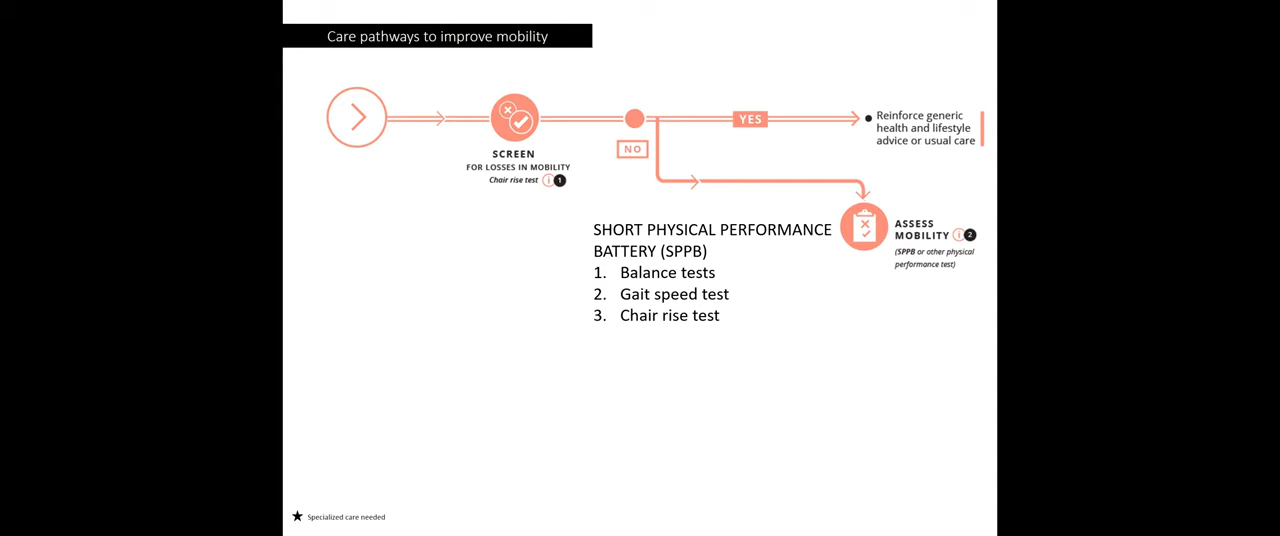 Care pathways to improve mobility
YES
Reinforce generic
health and lifestyle
advice or usual care
NO
SCREEN
FOR LOSSES IN MOBILITY
Chair rise test i 1
ASSESS
MOBILITY i 2
(SPPB or other physical
performance test)
SHORT PHYSICAL PERFORMANCE
BATTERY (SPPB)
1. Balance tests
2. Gait speed test
3. Chair rise test
Specialized care needed